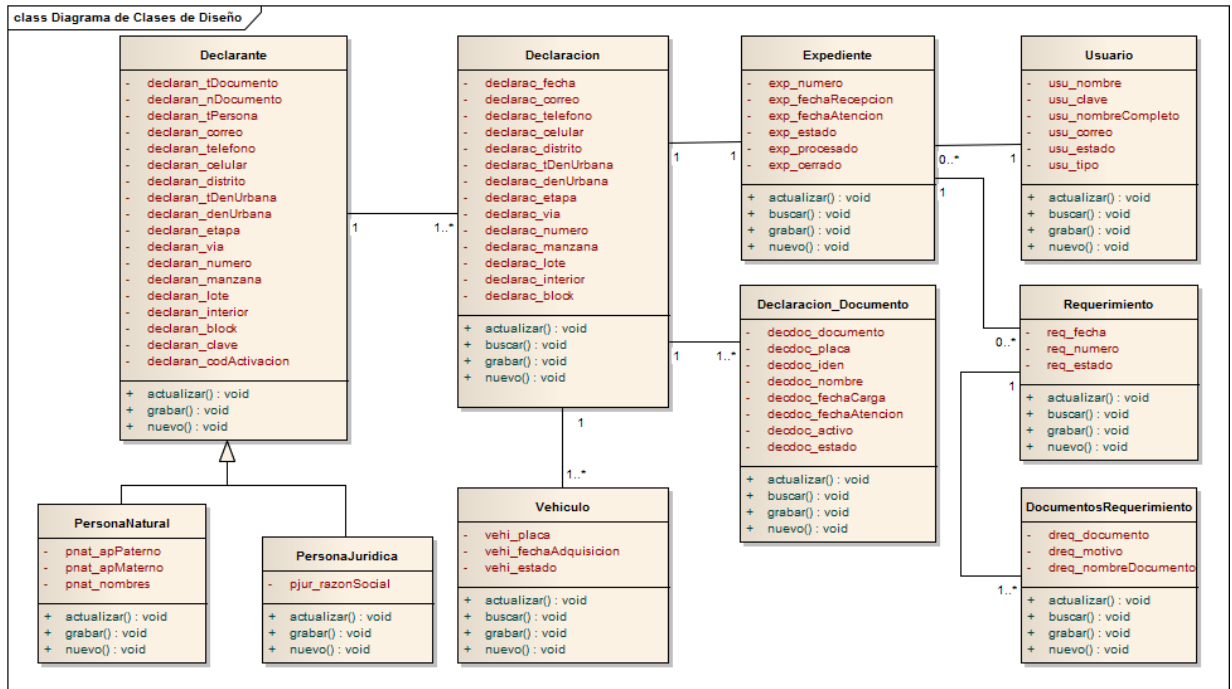 class Diagrama de Clases de Diseño
Declarante
- declaran_tDocumento
- declaran_nDocumento
- declaran_tPersona
- declaran_correo
- declaran_telefono
- declaran_celular
- declaran_distrito
- declaran_tDenUrbana
- declaran_denUrbana
- declaran_etapa
- declaran_via
- declaran_numero
- declaran_manzana
- declaran_lote
- declaran_interior
- declaran_block
- declaran_clave
- declaran_codActivacion
+ actualizar() : void
+ grabar() : void
+ nuevo() : void
1
1..*
Declaracion
- declarac_fecha
- declarac_correo
- declarac_telefono
- declarac_celular
- declarac_distrito
- declarac_tDenUrbana
- declarac_denUrbana
- declarac_etapa
- declarac_via
- declarac_numero
- declarac_manzana
- declarac_lote
- declarac_interior
- declarac_block
+ actualizar() : void
+ buscar() : void
+ grabar() : void
+ nuevo() : void
1
1
Expediente
- exp_numero
- exp_fechaRecepcion
- exp_fechaAtencion
- exp_estado
- exp_procesado
- exp_cerrado
+ actualizar() : void
+ buscar() : void
+ grabar() : void
+ nuevo() : void
0..*
1
Usuario
- usu_nombre
- usu_clave
- usu_nombreCompleto
- usu_correo
- usu_estado
- usu_tipo
+ actualizar() : void
+ buscar() : void
+ grabar() : void
+ nuevo() : void
1
0..*
Declaracion_Documento
- decdoc_documento
- decdoc_placa
- decdoc_iden
- decdoc_nombre
- decdoc_fechaCarga
- decdoc_fechaAtencion
- decdoc_activo
- decdoc_estado
+ actualizar() : void
+ buscar() : void
+ grabar() : void
+ nuevo() : void
1
1..*
Requerimiento
- req_fecha
- req_numero
- req_estado
+ actualizar() : void
+ buscar() : void
+ grabar() : void
+ nuevo() : void
1
1..*
PersonaNatural
- pnat_apPaterno
- pnat_apMaterno
- pnat_nombres
+ actualizar() : void
+ grabar() : void
+ nuevo() : void
PersonaJuridica
- pjur_razonSocial
+ actualizar() : void
+ grabar() : void
+ nuevo() : void
1
1..*
Vehiculo
- vehi_placa
- vehi_fechaAdquisicion
- vehi_estado
+ actualizar() : void
+ buscar() : void
+ grabar() : void
+ nuevo() : void
DocumentosRequerimiento
- dreq_documento
- dreq_motivo
- dreq_nombreDocumento
+ actualizar() : void
+ buscar() : void
+ grabar() : void
+ nuevo() : void